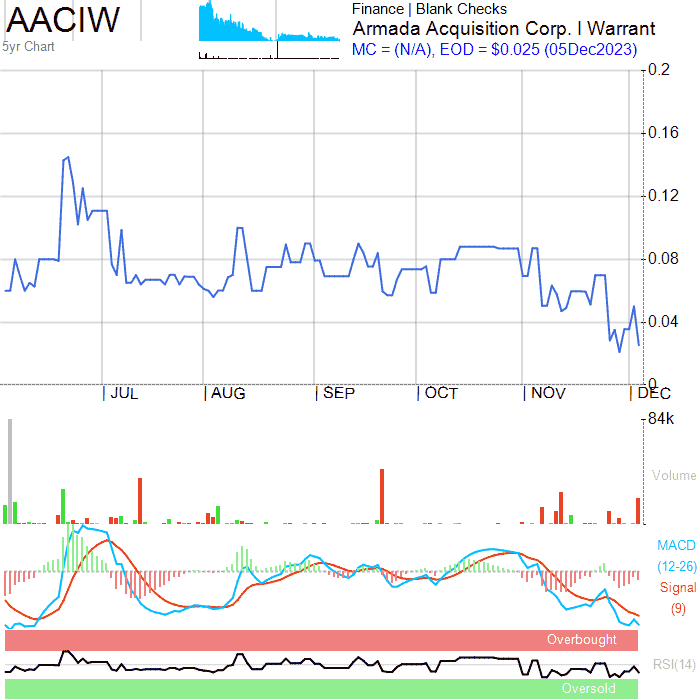 AACIW
5yr Chart
Finance | Blank Checks
Armada Acquisition Corp. I Warrant
MC = (N/A), EOD = $0.025 (05Dec2023)
0.2
0.16
0.12
0.08
0.04
0
| JUL
| AUG
| SEP
| OCT
| NOV
| DEC
84k
Volume
MACD
(12-26)
Signal
(9)
Overbought
RSI(14)
Oversold